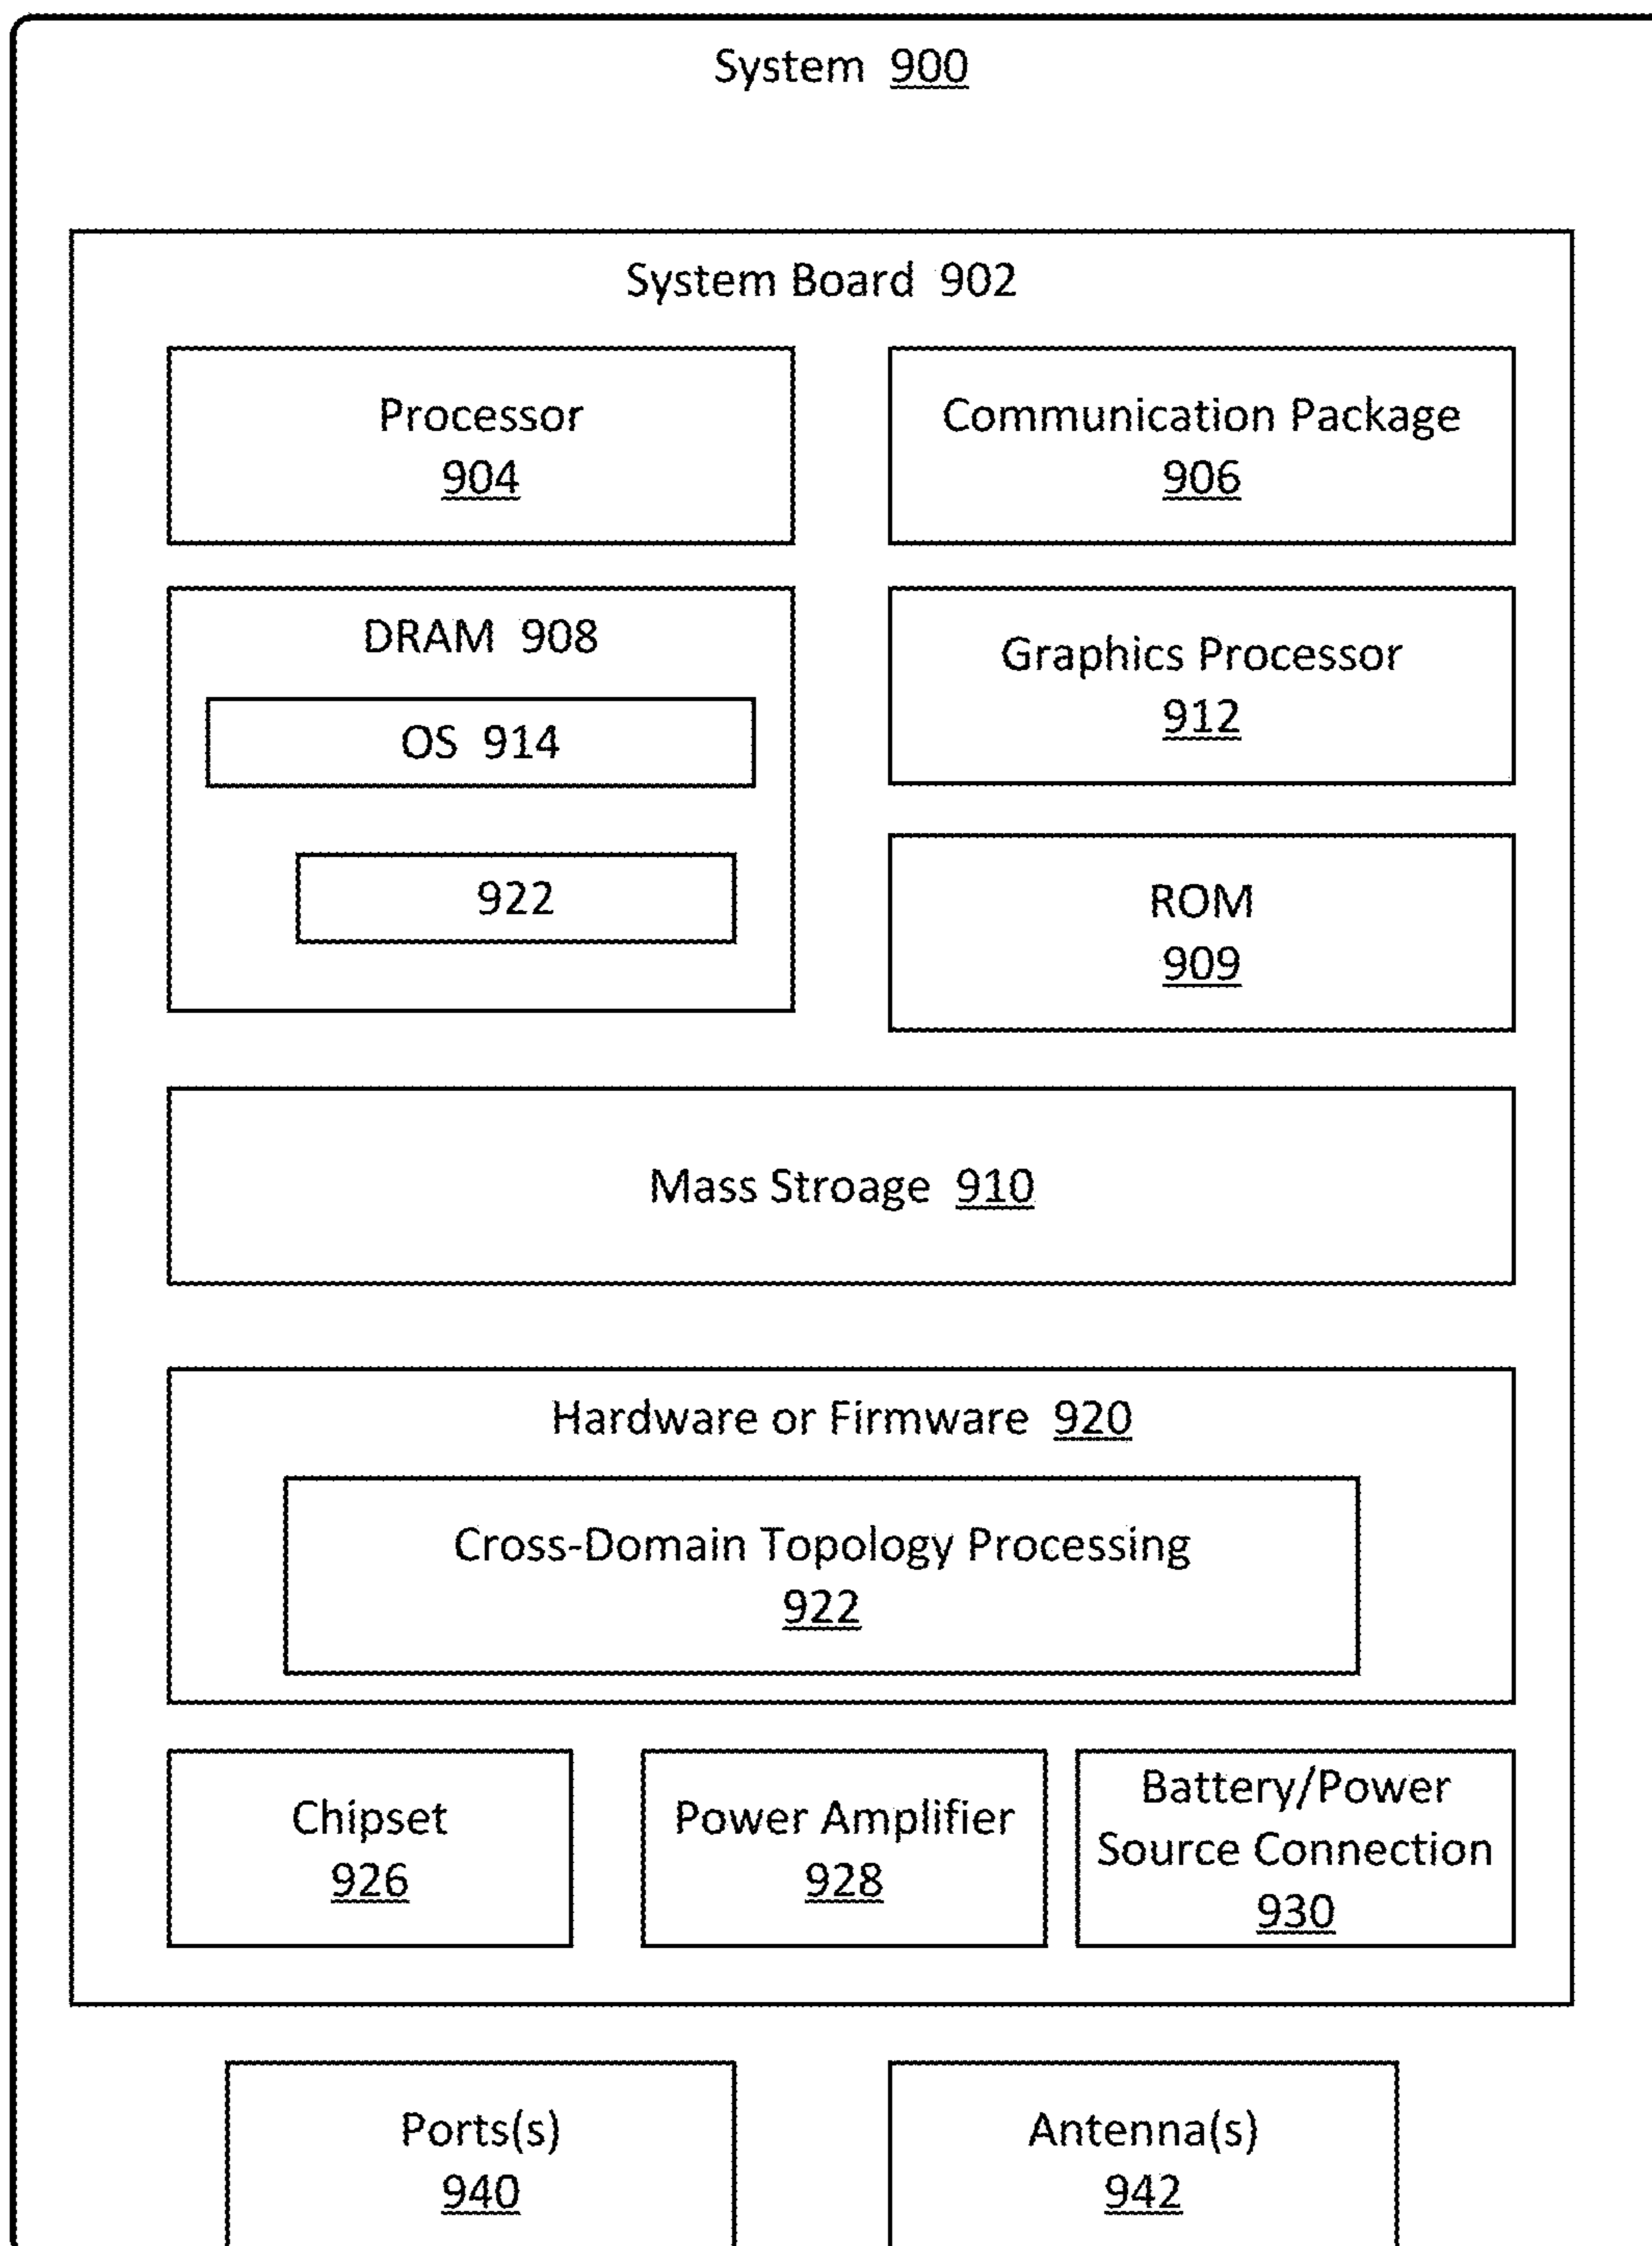 System 900
System Board 902
Processor
904
Communication Package
906
DRAM 908
OS 914
922
Graphics Processor
912
ROM
909
Mass Stroage 910
Hardware or Firmware 920
Cross-Domain Topology Processing
922
Chipset
926
Power Amplifier
928
Battery/Power
Source Connection
930
Ports(s)
940
Antenna(s)
942